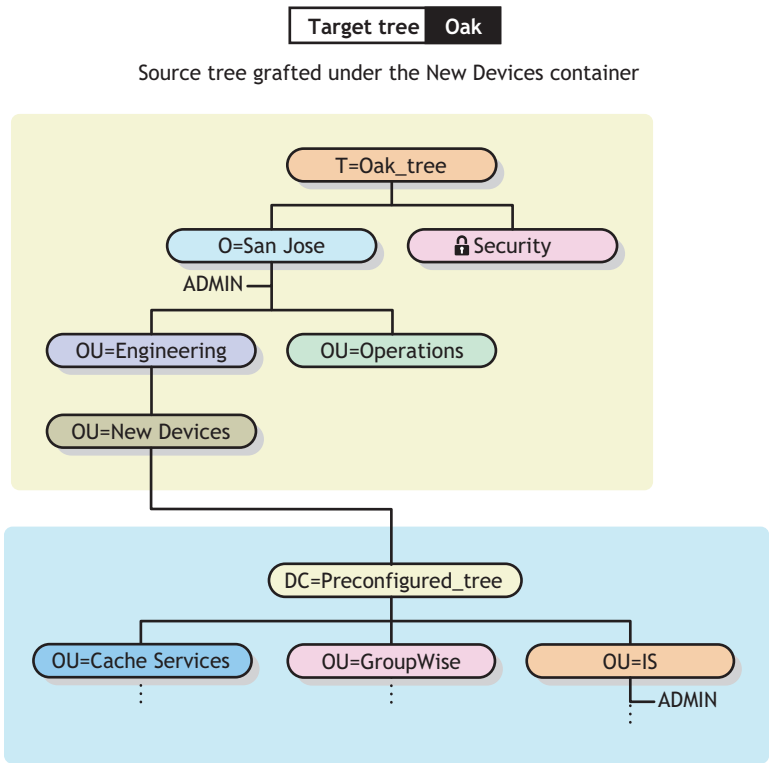 Target tree Oak
Source tree grafted under the New Devices container
T=Oak_tree
O=San Jose
Security
ADMIN
OU=Engineering
OU=Operations
OU=New Devices
DC=Preconfigured_tree
OU=Cache Services
OU=GroupWise
OU=IS
ADMIN